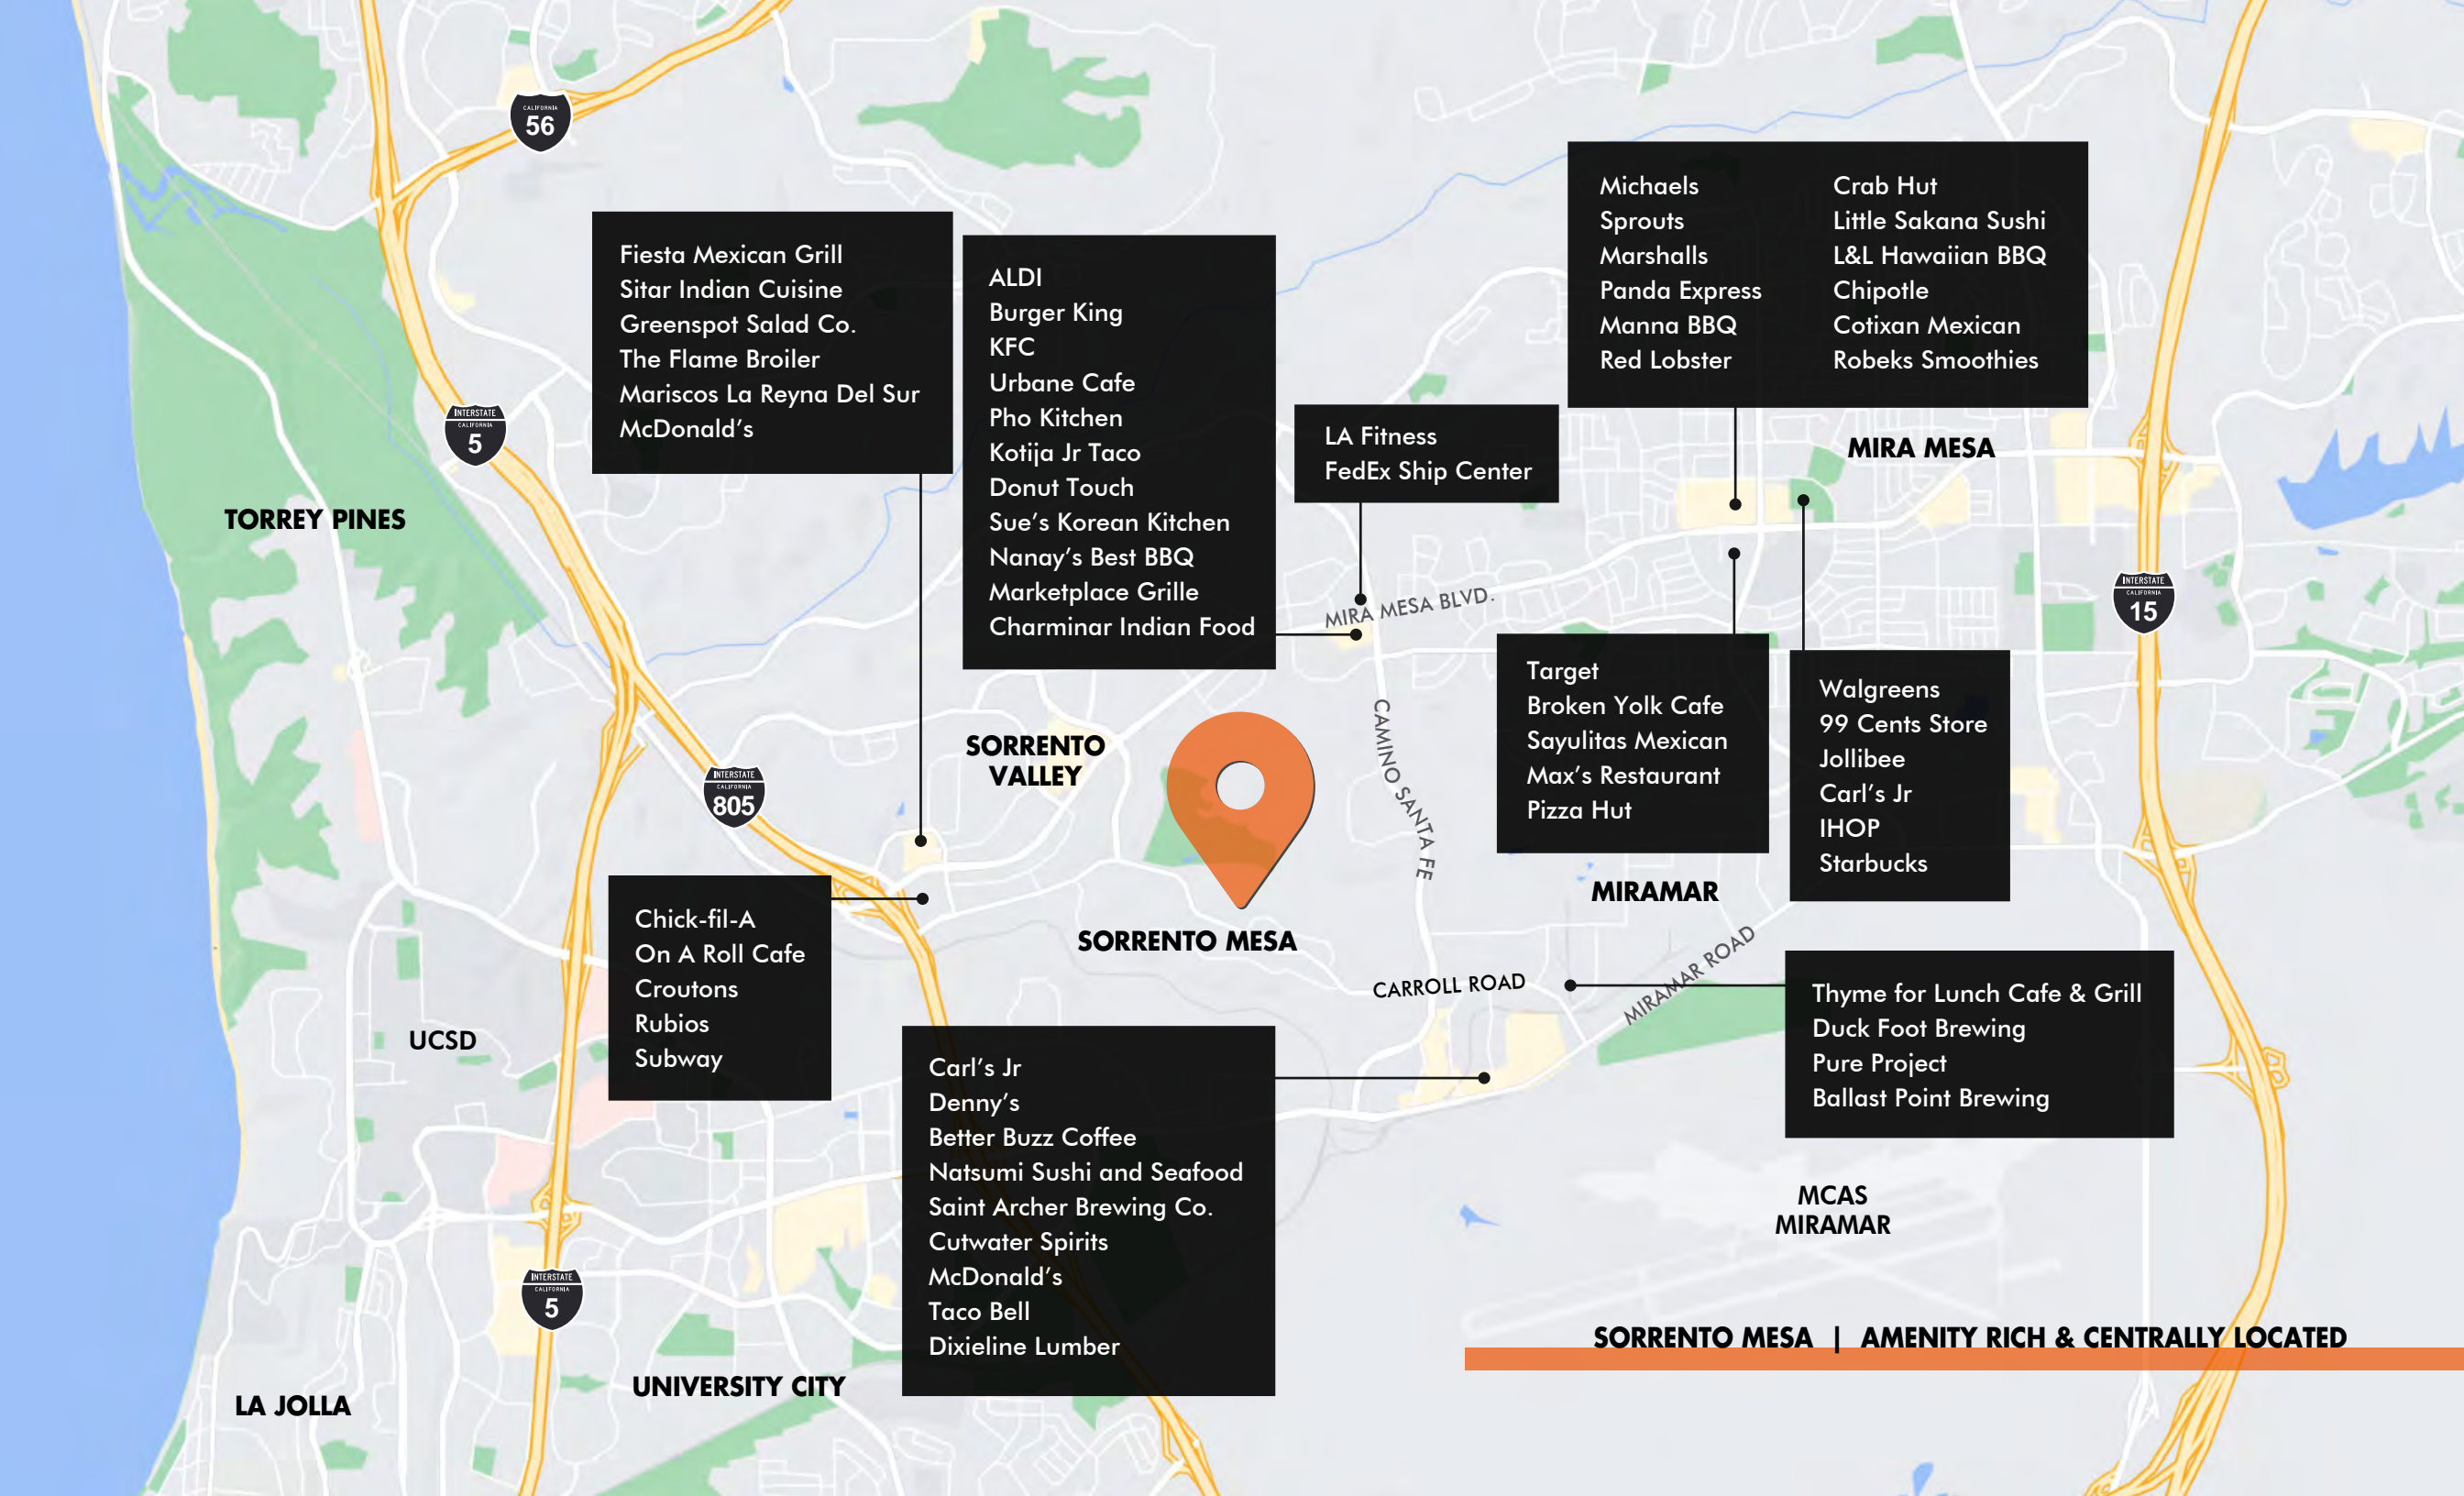 CALIFORNIA
56
Michaels
Sprouts
Marshalls
Panda Express
Manna BBQ
Red Lobster
Crab Hut
Little Sakana Sushi
L&L Hawaiian BBQ
Chipotle
Cotixan Mexican
Robeks Smoothies
Fiesta Mexican Grill
Sitar Indian Cuisine
Greenspot Salad Co.
The Flame Broiler
Mariscos La Reyna Del Sur
McDonald's
ALDI
Burger King
KFC
Urbane Cafe
Pho Kitchen
Kotija Jr Taco
Donut Touch
Sue's Korean Kitchen
Nanay's Best BBQ
Marketplace Grille
Charminar Indian Food
LA Fitness
FedEx Ship Center
INTERSTATE
CALIFORNIA
5
MIRA MESA
TORREY PINES
MIRA MESA BLVD.
INTERSTATE
CALIFORNIA
15
Target
Broken Yolk Cafe
Sayulitas Mexican
Max's Restaurant
Pizza Hut
Walgreens
99 Cents Store
Jollibee
Carl's Jr
IHOP
Starbucks
CAMINO SANTA FE
SORRENTO
VALLEY
INTERSTATE
CALIFORNIA
805
MIRAMAR
Chick-fil-A
On A Roll Cafe
Croutons
Rubios
Subway
SORRENTO MESA
CARROLL ROAD
MIRAMAR ROAD
Thyme for Lunch Cafe & Grill
Duck Foot Brewing
Pure Project
Ballast Point Brewing
UCSD
Carl's Jr
Denny's
Better Buzz Coffee
Natsumi Sushi and Seafood
Saint Archer Brewing Co.
Cutwater Spirits
McDonald's
Taco Bell
Dixieline Lumber
MCAS
MIRAMAR
INTERSTATE
CALIFORNIA
5
SORRENTO MESA | AMENITY RICH & CENTRALLY LOCATED
UNIVERSITY CITY
LA JOLLA